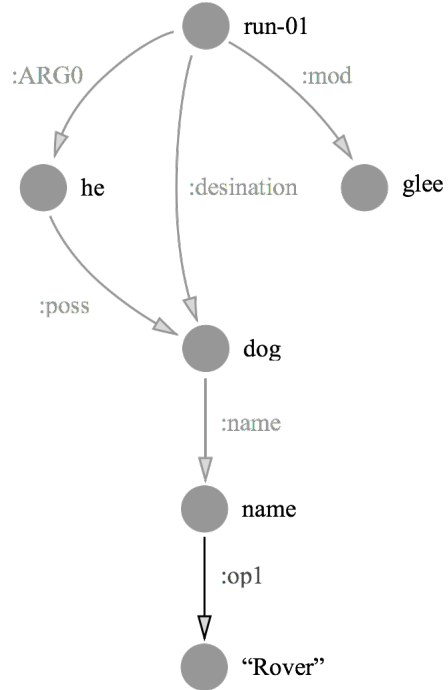 run-01
:ARG0
:mod
he
:desination
glee
:poss
dog
:name
name
:op1
“Rover”